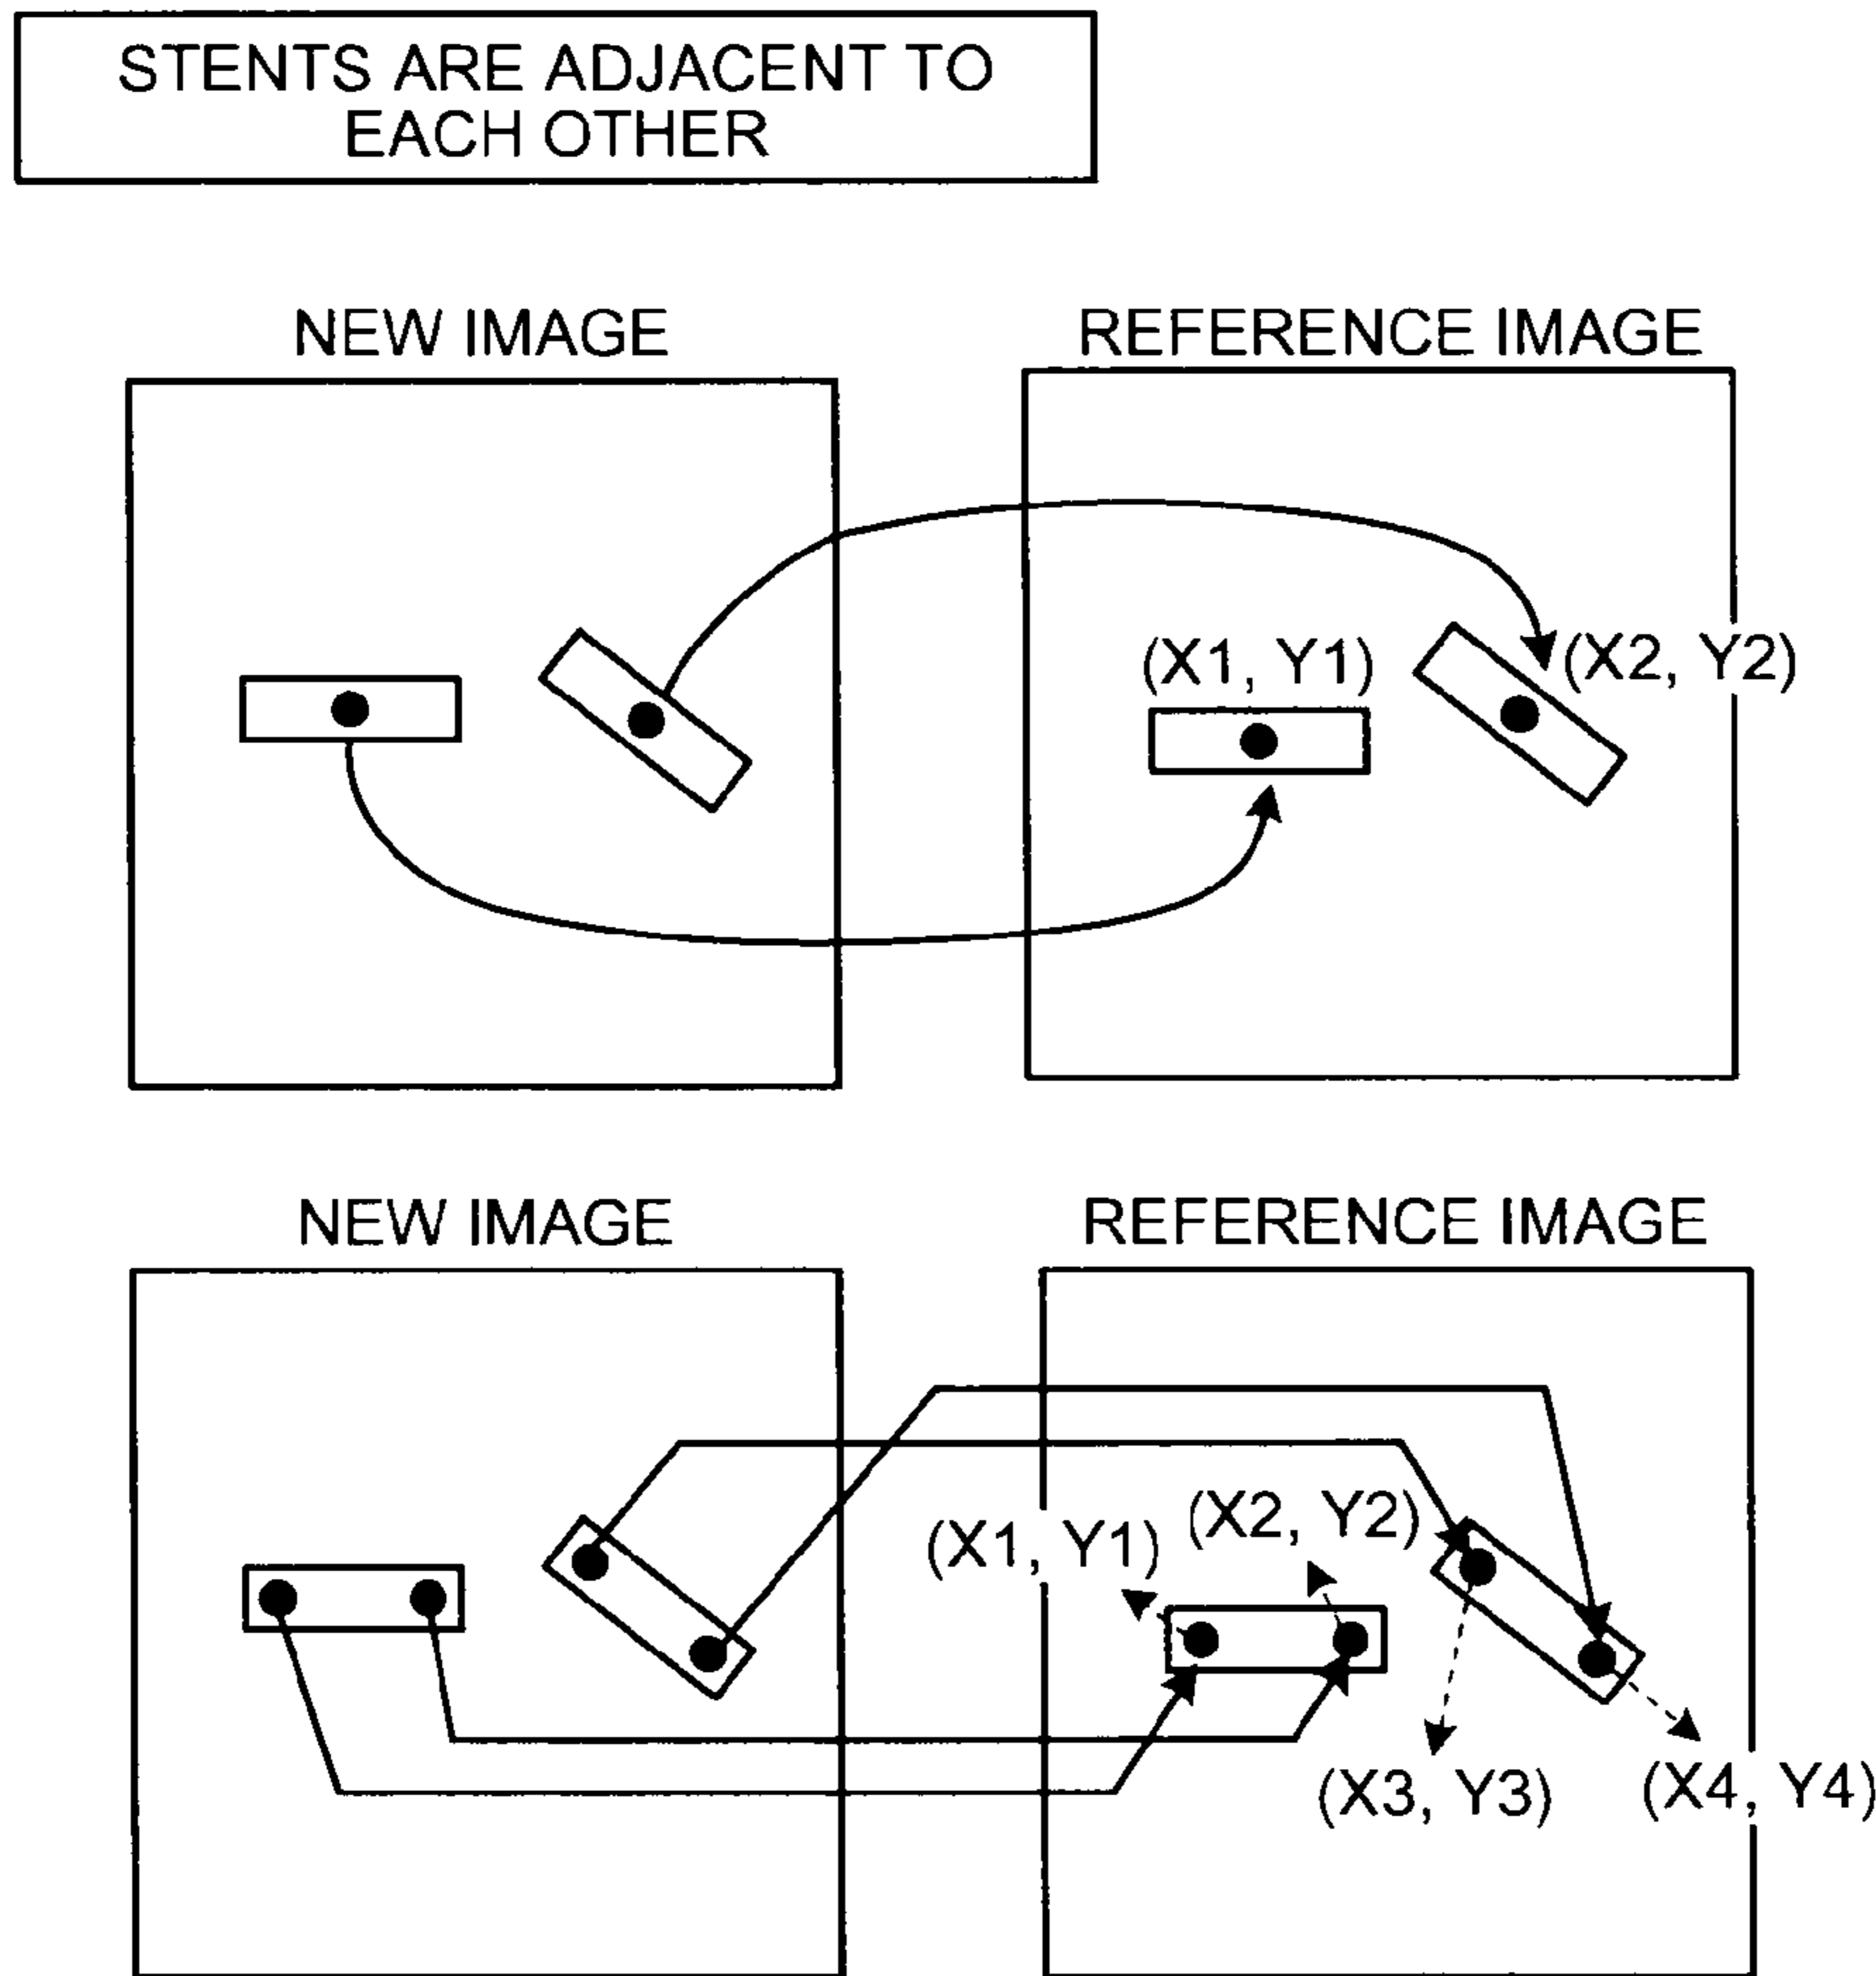 STENTS ARE ADJACENT TO
EACH OTHER
NEW IMAGE
REFERENCE IMAGE
(X1, Y1)
(X2, Y2)
NEW IMAGE
REFERENCE IMAGE
(X1, Y1)
(X2, Y2)
(X3, Y3)
(X4, Y4)